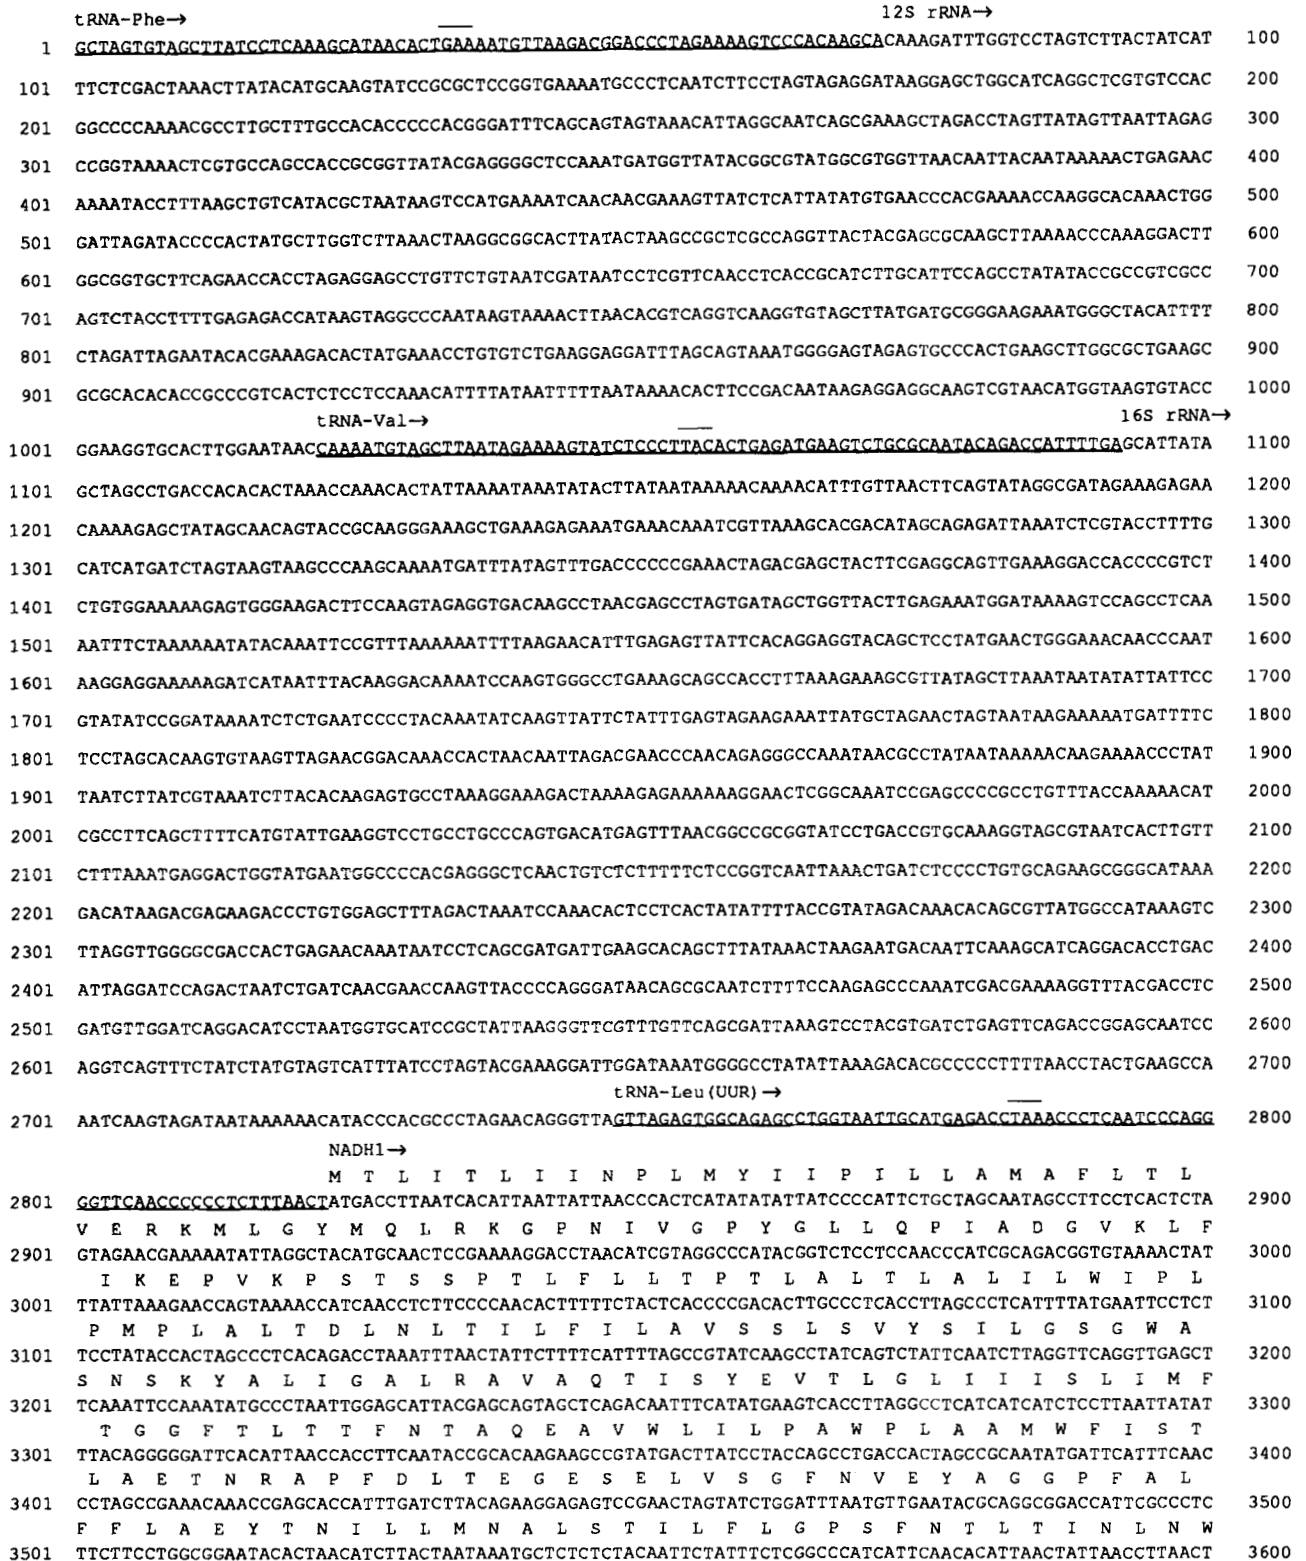 tRNA-Phe→ 12S rRNA→
1 GCTAGTGTAGCTTATCCTCAAAGCATAACACTGAAAATGTTAAGACGGACCCTAGAAAAGTCCCACAAGCACAAAGATTTGGTCCTAGTCTTACTATCAT 100
101 TTCTCGACTAAACTTATACATGCAAGTATCCGCGCTCCGGTGAAAATGCCCTCAATCTTCCTAGTAGAGGATAAGGAGCTGGCATCAGGCTCGTGTCCAC 200
201 GGCCCCAAAACGCCTTGCTTTGCCACACCCCCACGGGATTTCAGCAGTAGTAAACATTAGGCAATCAGCGAAAGCTAGACCTAGTTATAGTTAATTAGAG 300
301 CCGGTAAAACTCGTGCCAGCCACCGCGGTTATACGAGGGGCTCCAAATGATGGTTATACGGCGTATGGCGTGGTTAACAATTACAATAAAAACTGAGAAC 400
401 AAAATACCTTTAAGCTGTCATACGCTAATAAGTCCATGAAAATCAACAACGAAAGTTATCTCATTATATGTGAACCCACGAAAACCAAGGCACAAACTGG 500
501 GATTAGATACCCCACTATGCTTGGTCTTAAACTAAGGCGGCACTTATACTAAGCCGCTCGCCAGGTTACTACGAGCGCAAGCTTAAAACCCAAAGGACTT 600
601 GGCGGTGCTTCAGAACCACCTAGAGGAGCCTGTTCTGTAATCGATAATCCTCGTTCAACCTCACCGCATCTTGCATTCCAGCCTATATACCGCCGTCGCC 700
701 AGTCTACCTTTTGAGAGACCATAAGTAGGCCCAATAAGTAAAACTTAACACGTCAGGTCAAGGTGTAGCTTATGATGCGGGAAGAAATGGGCTACATTTT 800
801 CTAGATTAGAATACACGAAAGACACTATGAAACCTGTGTCTGAAGGAGGATTTAGCAGTAAATGGGGAGTAGAGTGCCCACTGAAGCTTGGCGCTGAAGC 900
901 GCGCACACACCGCCCGTCACTCTCCTCCAAACATTTTATAATTTTTAATAAAACACTTCCGACAATAAGAGGAGGCAAGTCGTAACATGGTAAGTGTACC 1000
tRNA-Val→ 16S rRNA→
1001 GGAAGGTGCACTTGGAATAACCAAAATGTAGCTTAATAGAAAAGTATCTCCCTTACACTGAGATGAAGTCTGCGCAATACAGACCATTTTGAGCATTATA 1100
1101 GCTAGCCTGACCACACACTAAACCAAACACTATTAAAATAAATATACTTATAATAAAAACAAAACATTTGTTAACTTCAGTATAGGCGATAGAAAGAGAA 1200
1201 CAAAAGAGCTATAGCAACAGTACCGCAAGGGAAAGCTGAAAGAGAAATGAAACAAATCGTTAAAGCACGACATAGCAGAGATTAAATCTCGTACCTTTTG 1300
1301 CATCATGATCTAGTAAGTAAGCCCAAGCAAAATGATTTATAGTTTGACCCCCCGAAACTAGACGAGCTACTTCGAGGCAGTTGAAAGGACCACCCCGTCT 1400
1401 CTGTGGAAAAAGAGTGGGAAGACTTCCAAGTAGAGGTGACAAGCCTAACGAGCCTAGTGATAGCTGGTTACTTGAGAAATGGATAAAAGTCCAGCCTCAA 1500
1501 AATTTCTAAAAAATATACAAATTCCGTTTAAAAAATTTTAAGAACATTTGAGAGTTATTCACAGGAGGTACAGCTCCTATGAACTGGGAAACAACCCAAT 1600
1601 AAGGAGGAAAAAGATCATAATTTACAAGGACAAAATCCAAGTGGGCCTGAAAGCAGCCACCTTTAAAGAAAGCGTTATAGCTTAAATAATATATTATTCC 1700
1701 GTATATCCGGATAAAATCTCTGAATCCCCTACAAATATCAAGTTATTCTATTTGAGTAGAAGAAATTATGCTAGAACTAGTAATAAGAAAAATGATTTTC 1800
1801 TCCTAGCACAAGTGTAAGTTAGAACGGACAAACCACTAACAATTAGACGAACCCAACAGAGGGCCAAATAACGCCTATAATAAAAACAAGAAAACCCTAT 1900
1901 TAATCTTATCGTAAATCTTACACAAGAGTGCCTAAAGGAAAGACTAAAAGAGAAAAAAGGAACTCGGCAAATCCGAGCCCCGCCTGTTTACCAAAAACAT 2000
2001 CGCCTTCAGCTTTTCATGTATTGAAGGTCCTGCCTGCCCAGTGACATGAGTTTAACGGCCGCGGTATCCTGACCGTGCAAAGGTAGCGTAATCACTTGTT 2100
2101 CTTTAAATGAGGACTGGTATGAATGGCCCCACGAGGGCTCAACTGTCTCTTTTTCTCCGGTCAATTAAACTGATCTCCCCTGTGCAGAAGCGGGCATAAA 2200
2201 GACATAAGACGAGAAGACCCTGTGGAGCTTTAGACTAAATCCAAACACTCCTCACTATATTTTACCGTATAGACAAACACAGCGTTATGGCCATAAAGTC 2300
2301 TTAGGTTGGGGCGACCACTGAGAACAAATAATCCTCAGCGATGATTGAAGCACAGCTTTATAAACTAAGAATGACAATTCAAAGCATCAGGACACCTGAC 2400
2401 ATTAGGATCCAGACTAATCTGATCAACGAACCAAGTTACCCCAGGGATAACAGCGCAATCTTTTCCAAGAGCCCAAATCGACGAAAAGGTTTACGACCTC 2500
2501 GATGTTGGATCAGGACATCCTAATGGTGCATCCGCTATTAAGGGTTCGTTTGTTCAGCGATTAAAGTCCTACGTGATCTGAGTTCAGACCGGAGCAATCC 2600
2601 AGGTCAGTTTCTATCTATGTAGTCATTTATCCTAGTACGAAAGGATTGGATAAATGGGGCCTATATTAAAGACACGCCCCCTTTTAACCTACTGAAGCCA 2700
tRNA-Leu(UUR)→
2701 AATCAAGTAGATAATAAAAAACATACCCACGCCCTAGAACAGGGTTAGTTAGAGTGGCAGAGCCTGGTAATTGCATGAGACCTAAACCCTCAATCCCAGG 2800
NADH1→
M T L I T L I I N P L M Y I I P I L L A M A F L T L
2801 GGTTCAACCCCCCTCTTTAACTATGACCTTAATCACATTAATTATTAACCCACTCATATATATTATCCCCATTCTGCTAGCAATAGCCTTCCTCACTCTA 2900
V E R K M L G Y M Q L R K G P N I V G P Y G L L Q P I A D G V K L F
2901 GTAGAACGAAAAATATTAGGCTACATGCAACTCCGAAAAGGACCTAACATCGTAGGCCCATACGGTCTCCTCCAACCCATCGCAGACGGTGTAAAACTAT 3000
I K E P V K P S T S S P T L F L L T P T L A L T L A L I L W I P L
3001 TTATTAAAGAACCAGTAAAACCATCAACCTCTTCCCCAACACTTTTTCTACTCACCCCGACACTTGCCCTCACCTTAGCCCTCATTTTATGAATTCCTCT 3100
P M P L A L T D L N L T I L F I L A V S S L S V Y S I L G S G W A
3101 TCCTATACCACTAGCCCTCACAGACCTAAATTTAACTATTCTTTTCATTTTAGCCGTATCAAGCCTATCAGTCTATTCAATCTTAGGTTCAGGTTGAGCT 3200
S N S K Y A L I G A L R A V A Q T I S Y E V T L G L I I I S L I M F
3201 TCAAATTCCAAATATGCCCTAATTGGAGCATTACGAGCAGTAGCTCAGACAATTTCATATGAAGTCACCTTAGGCCTCATCATCATCTCCTTAATTATAT 3300
T G G F T L T T F N T A Q E A V W L I L P A W P L A A M W F I S T
3301 TTACAGGGGGATTCACATTAACCACCTTCAATACCGCACAAGAAGCCGTATGACTTATCCTACCAGCCTGACCACTAGCCGCAATATGATTCATTTCAAC 3400
L A E T N R A P F D L T E G E S E L V S G F N V E Y A G G P F A L
3401 CCTAGCCGAAACAAACCGAGCACCATTTGATCTTACAGAAGGAGAGTCCGAACTAGTATCTGGATTTAATGTTGAATACGCAGGCGGACCATTCGCCCTC 3500
F F L A E Y T N I L L M N A L S T I L F L G P S F N T L T I N L N W
3501 TTCTTCCTGGCGGAATACACTAACATCTTACTAATAAATGCTCTCTCTACAATTCTATTTCTCGGCCCATCATTCAACACATTAACTATTAACCTTAACT 3600